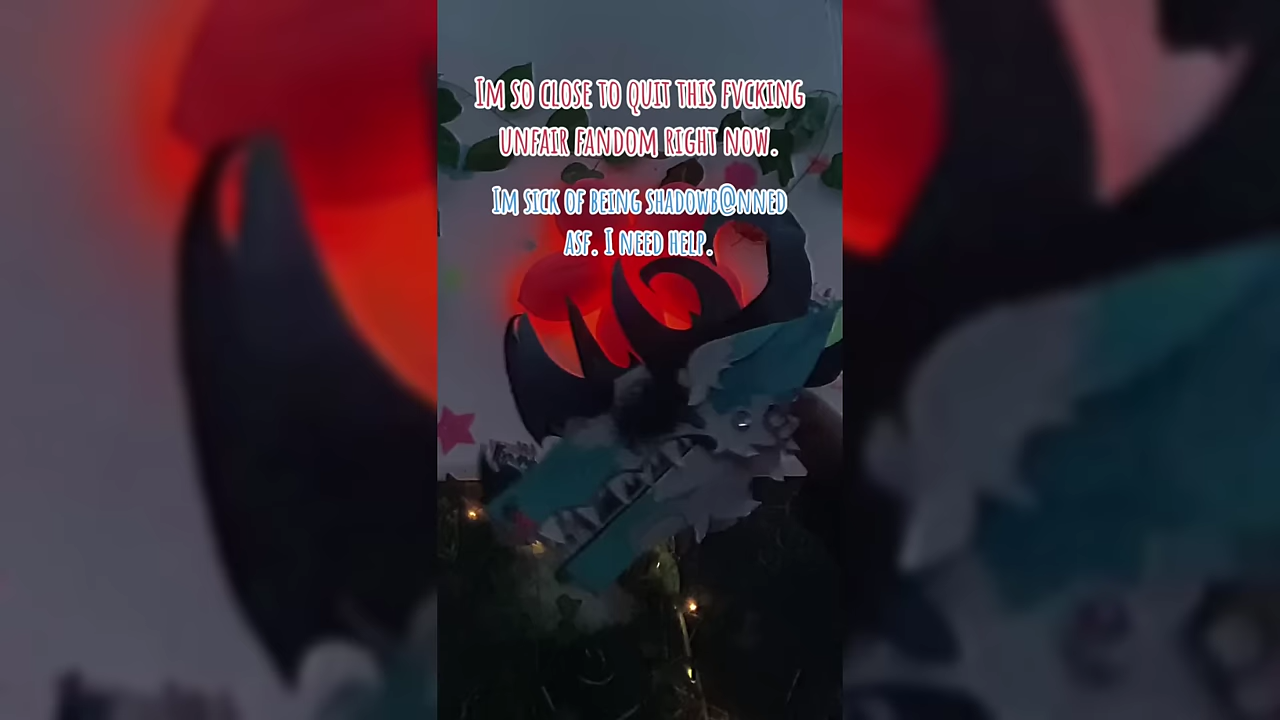 Im so close to quit this fvcking
unfair fandom right now.
Im sick of being shadowb@nned
asf. I need help.